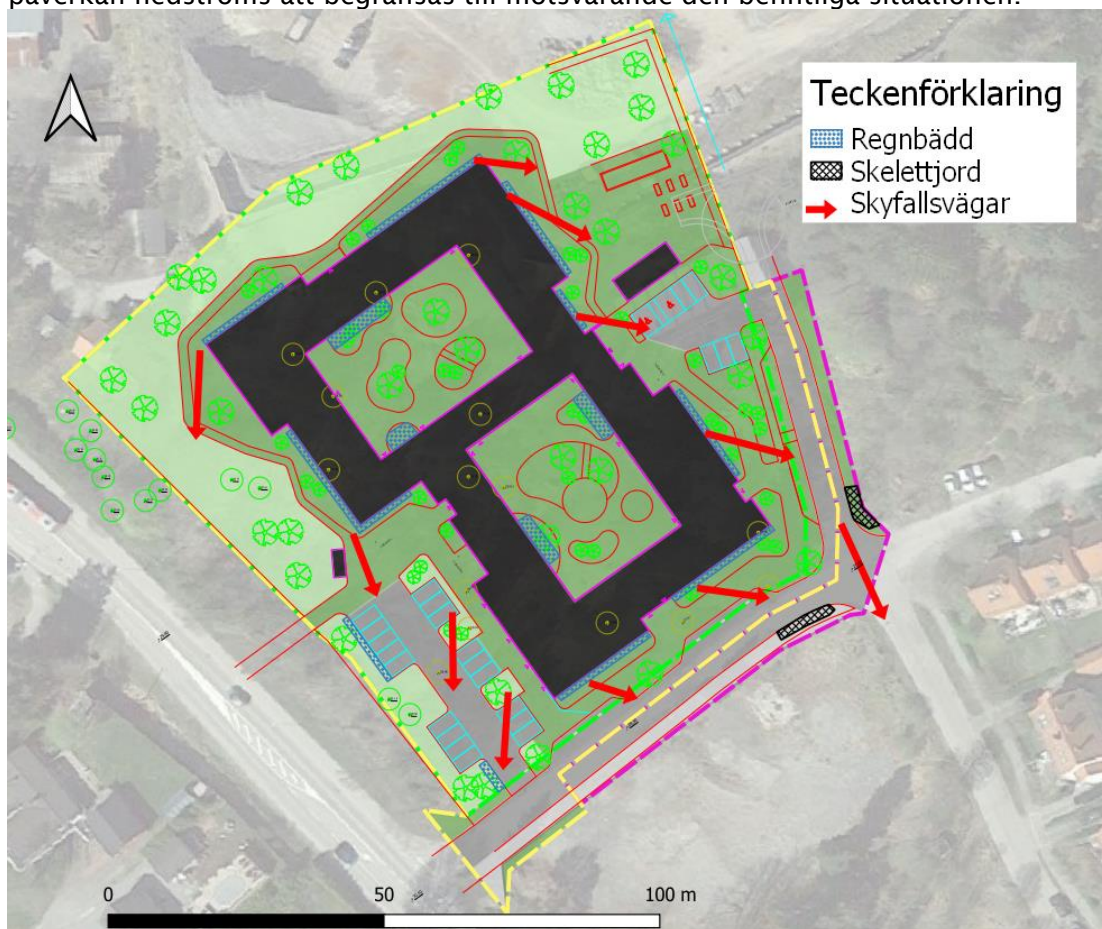 påverkan nedströms att begränsas till motsvarande den befintliga situationen.
Teckenförklaring
Regnbädd
Skelettjord
Skyfallsvägar
0 50 100 m